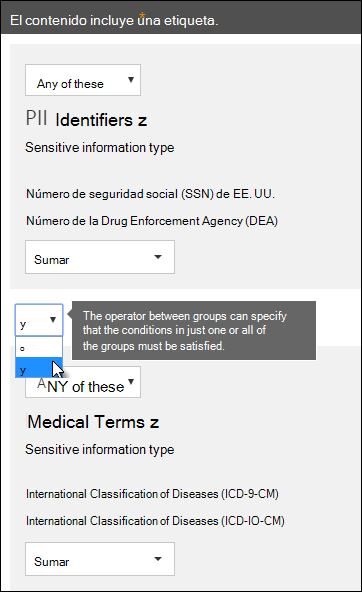 El contenido incluye una etiqueta.
Any of these
PII Identifiers z
Sensitive information type
Número de seguridad social (SSN) de EE. UU.
Número de la Drug Enforcement Agency (DEA)
Sumar
y
The operator between groups can specify
that the conditions in just one or all of
the groups must be satisfied.
o
y
ANY of these
Medical Terms z
Sensitive information type
International Classification of Diseases (ICD-9-CM)
International Classification of Diseases (ICD-IO-CM)
Sumar